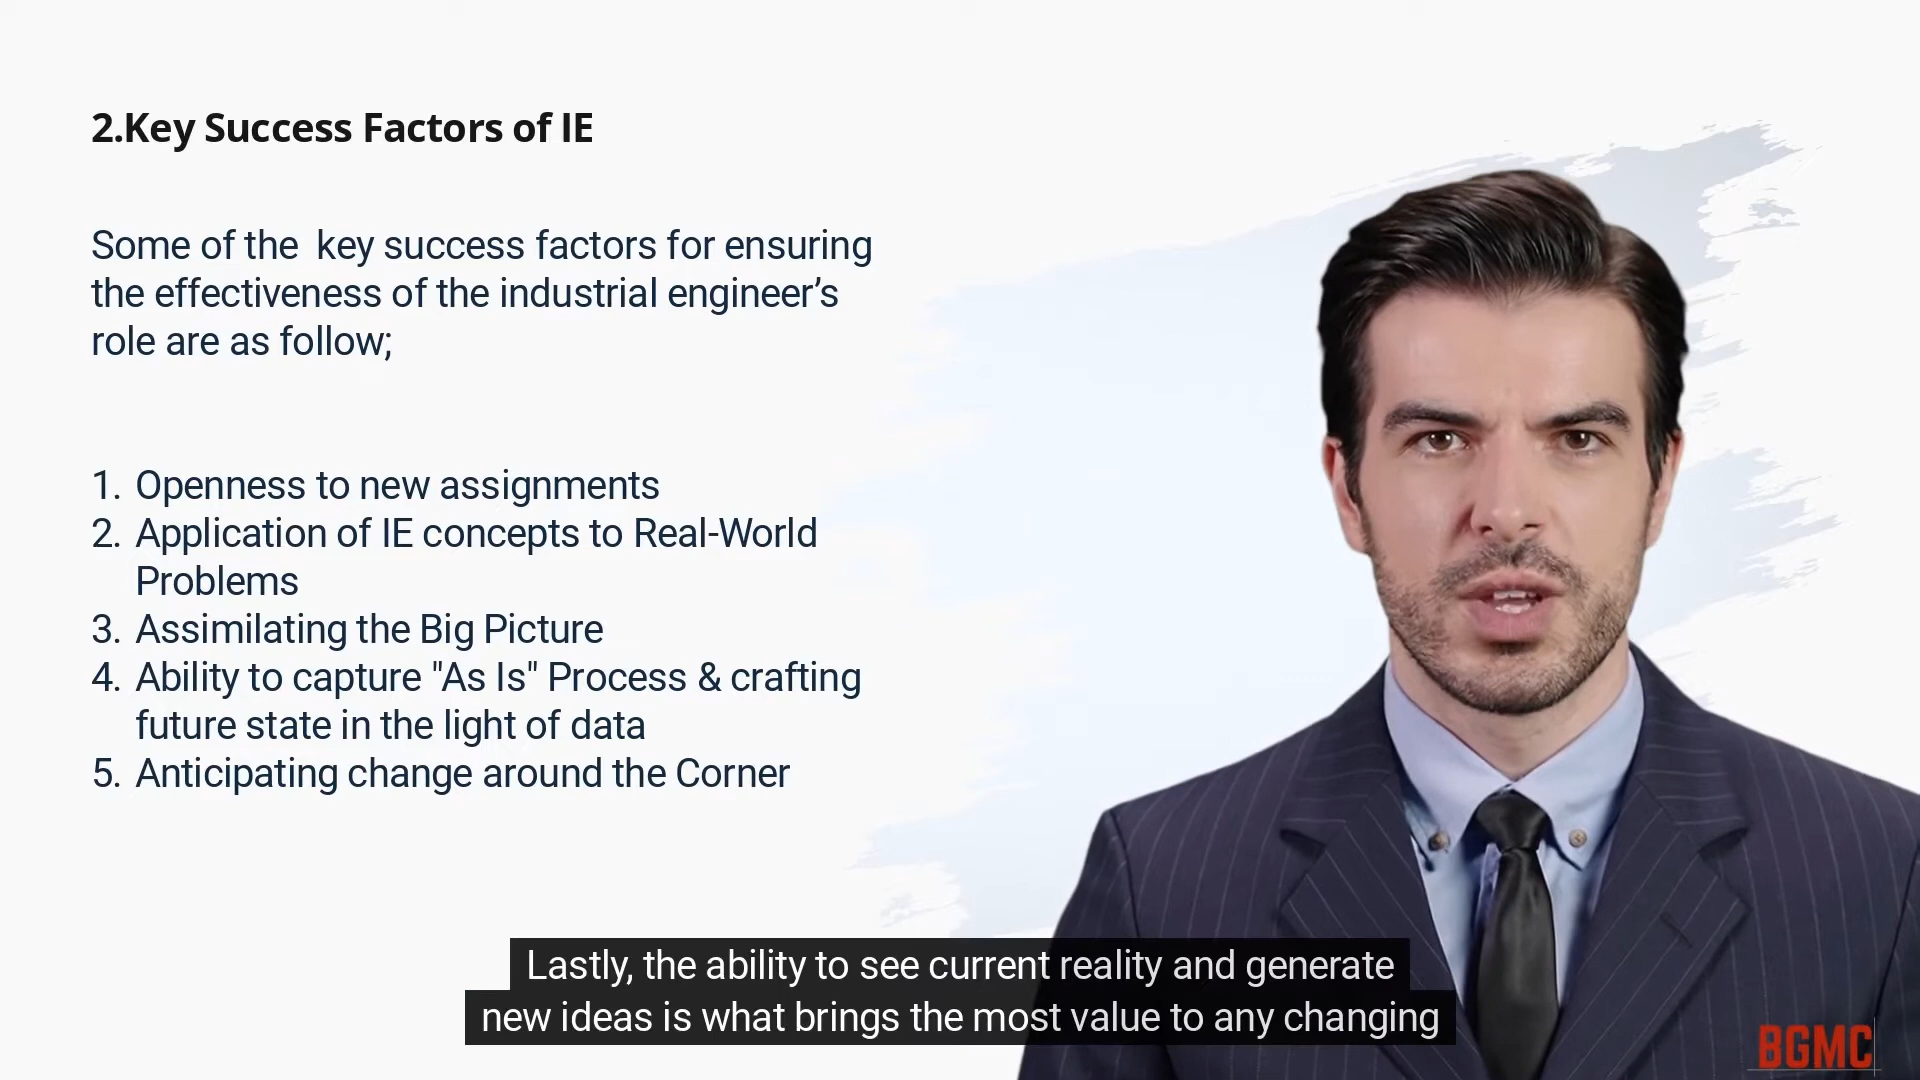 2.Key Success Factors of IE
Some of the key success factors for ensuring
the effectiveness of the industrial engineer’s
role are as follow;
1. Openness to new assignments
2. Application of IE concepts to Real-World
Problems
3. Assimilating the Big Picture
4. Ability to capture "As Is" Process & crafting
future state in the light of data
5. Anticipating change around the Corner
Lastly, the ability to see current reality and generate
new ideas is what brings the most value to any changing
BGMC